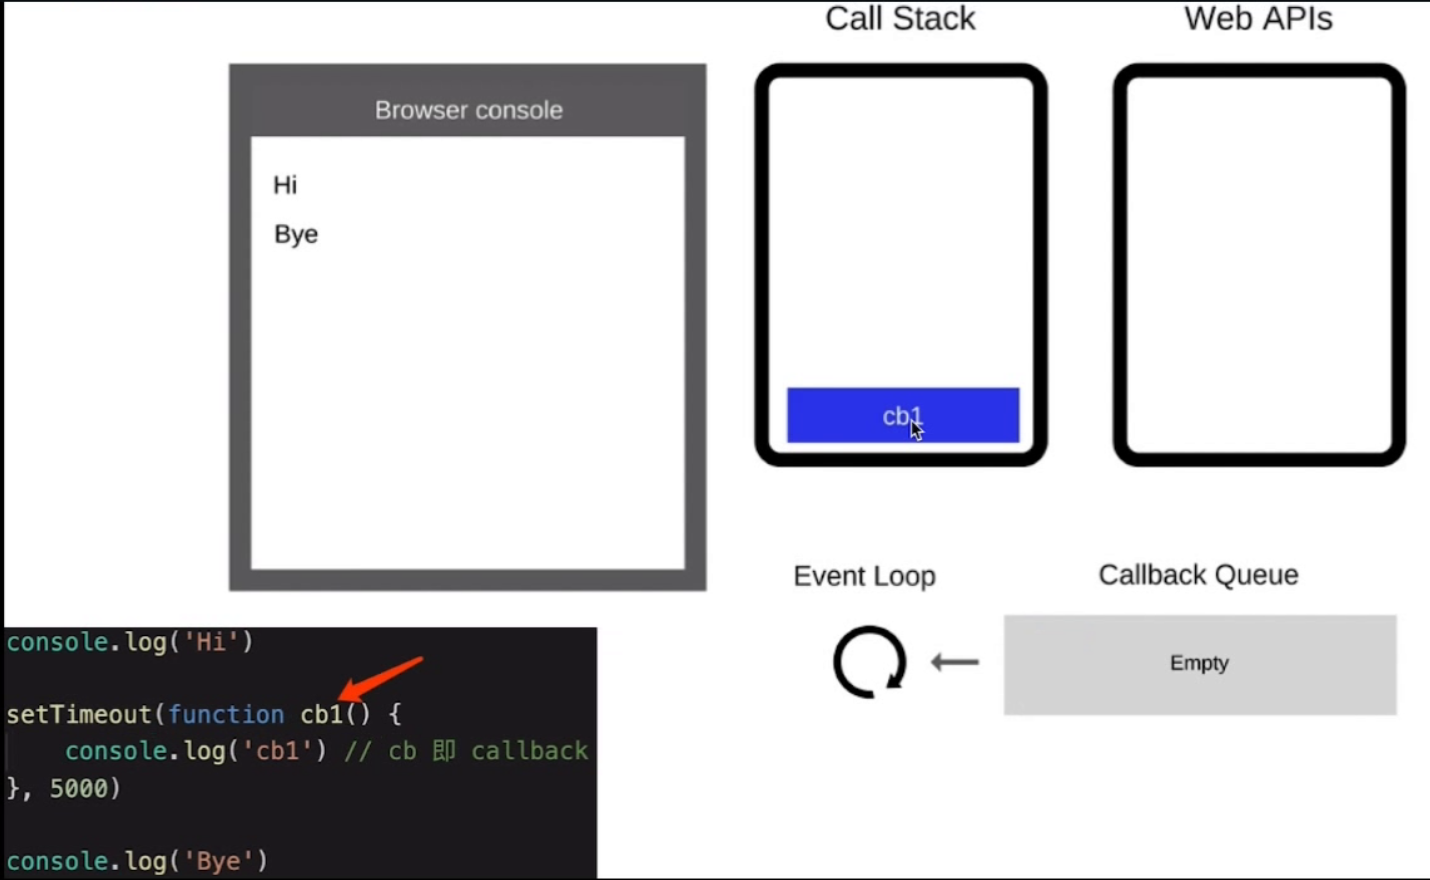 Call Stack
Web APIs
Browser console
Hi
Bye
cb1
Event Loop
Callback Queue
Empty
console.log('Hi')
setTimeout(function cb1() {
    console.log('cb1') // cb 即 callback
}, 5000)
console.log('Bye')